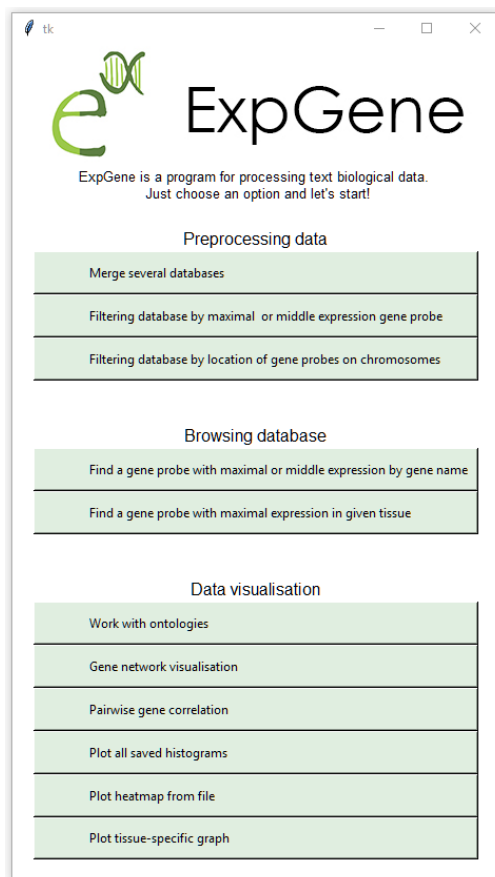 tk
ExpGene
ExpGene is a program for processing text biological data.
Just choose an option and let's start!
Preprocessing data
Merge several databases
Filtering database by maximal  or middle expression gene probe
Filtering database by location of gene probes on chromosomes
Browsing database
Find a gene probe with maximal or middle expression by gene name
Find a gene probe with maximal expression in given tissue
Data visualisation
Work with ontologies
Gene network visualisation
Pairwise gene correlation
Plot all saved histograms
Plot heatmap from file
Plot tissue-specific graph